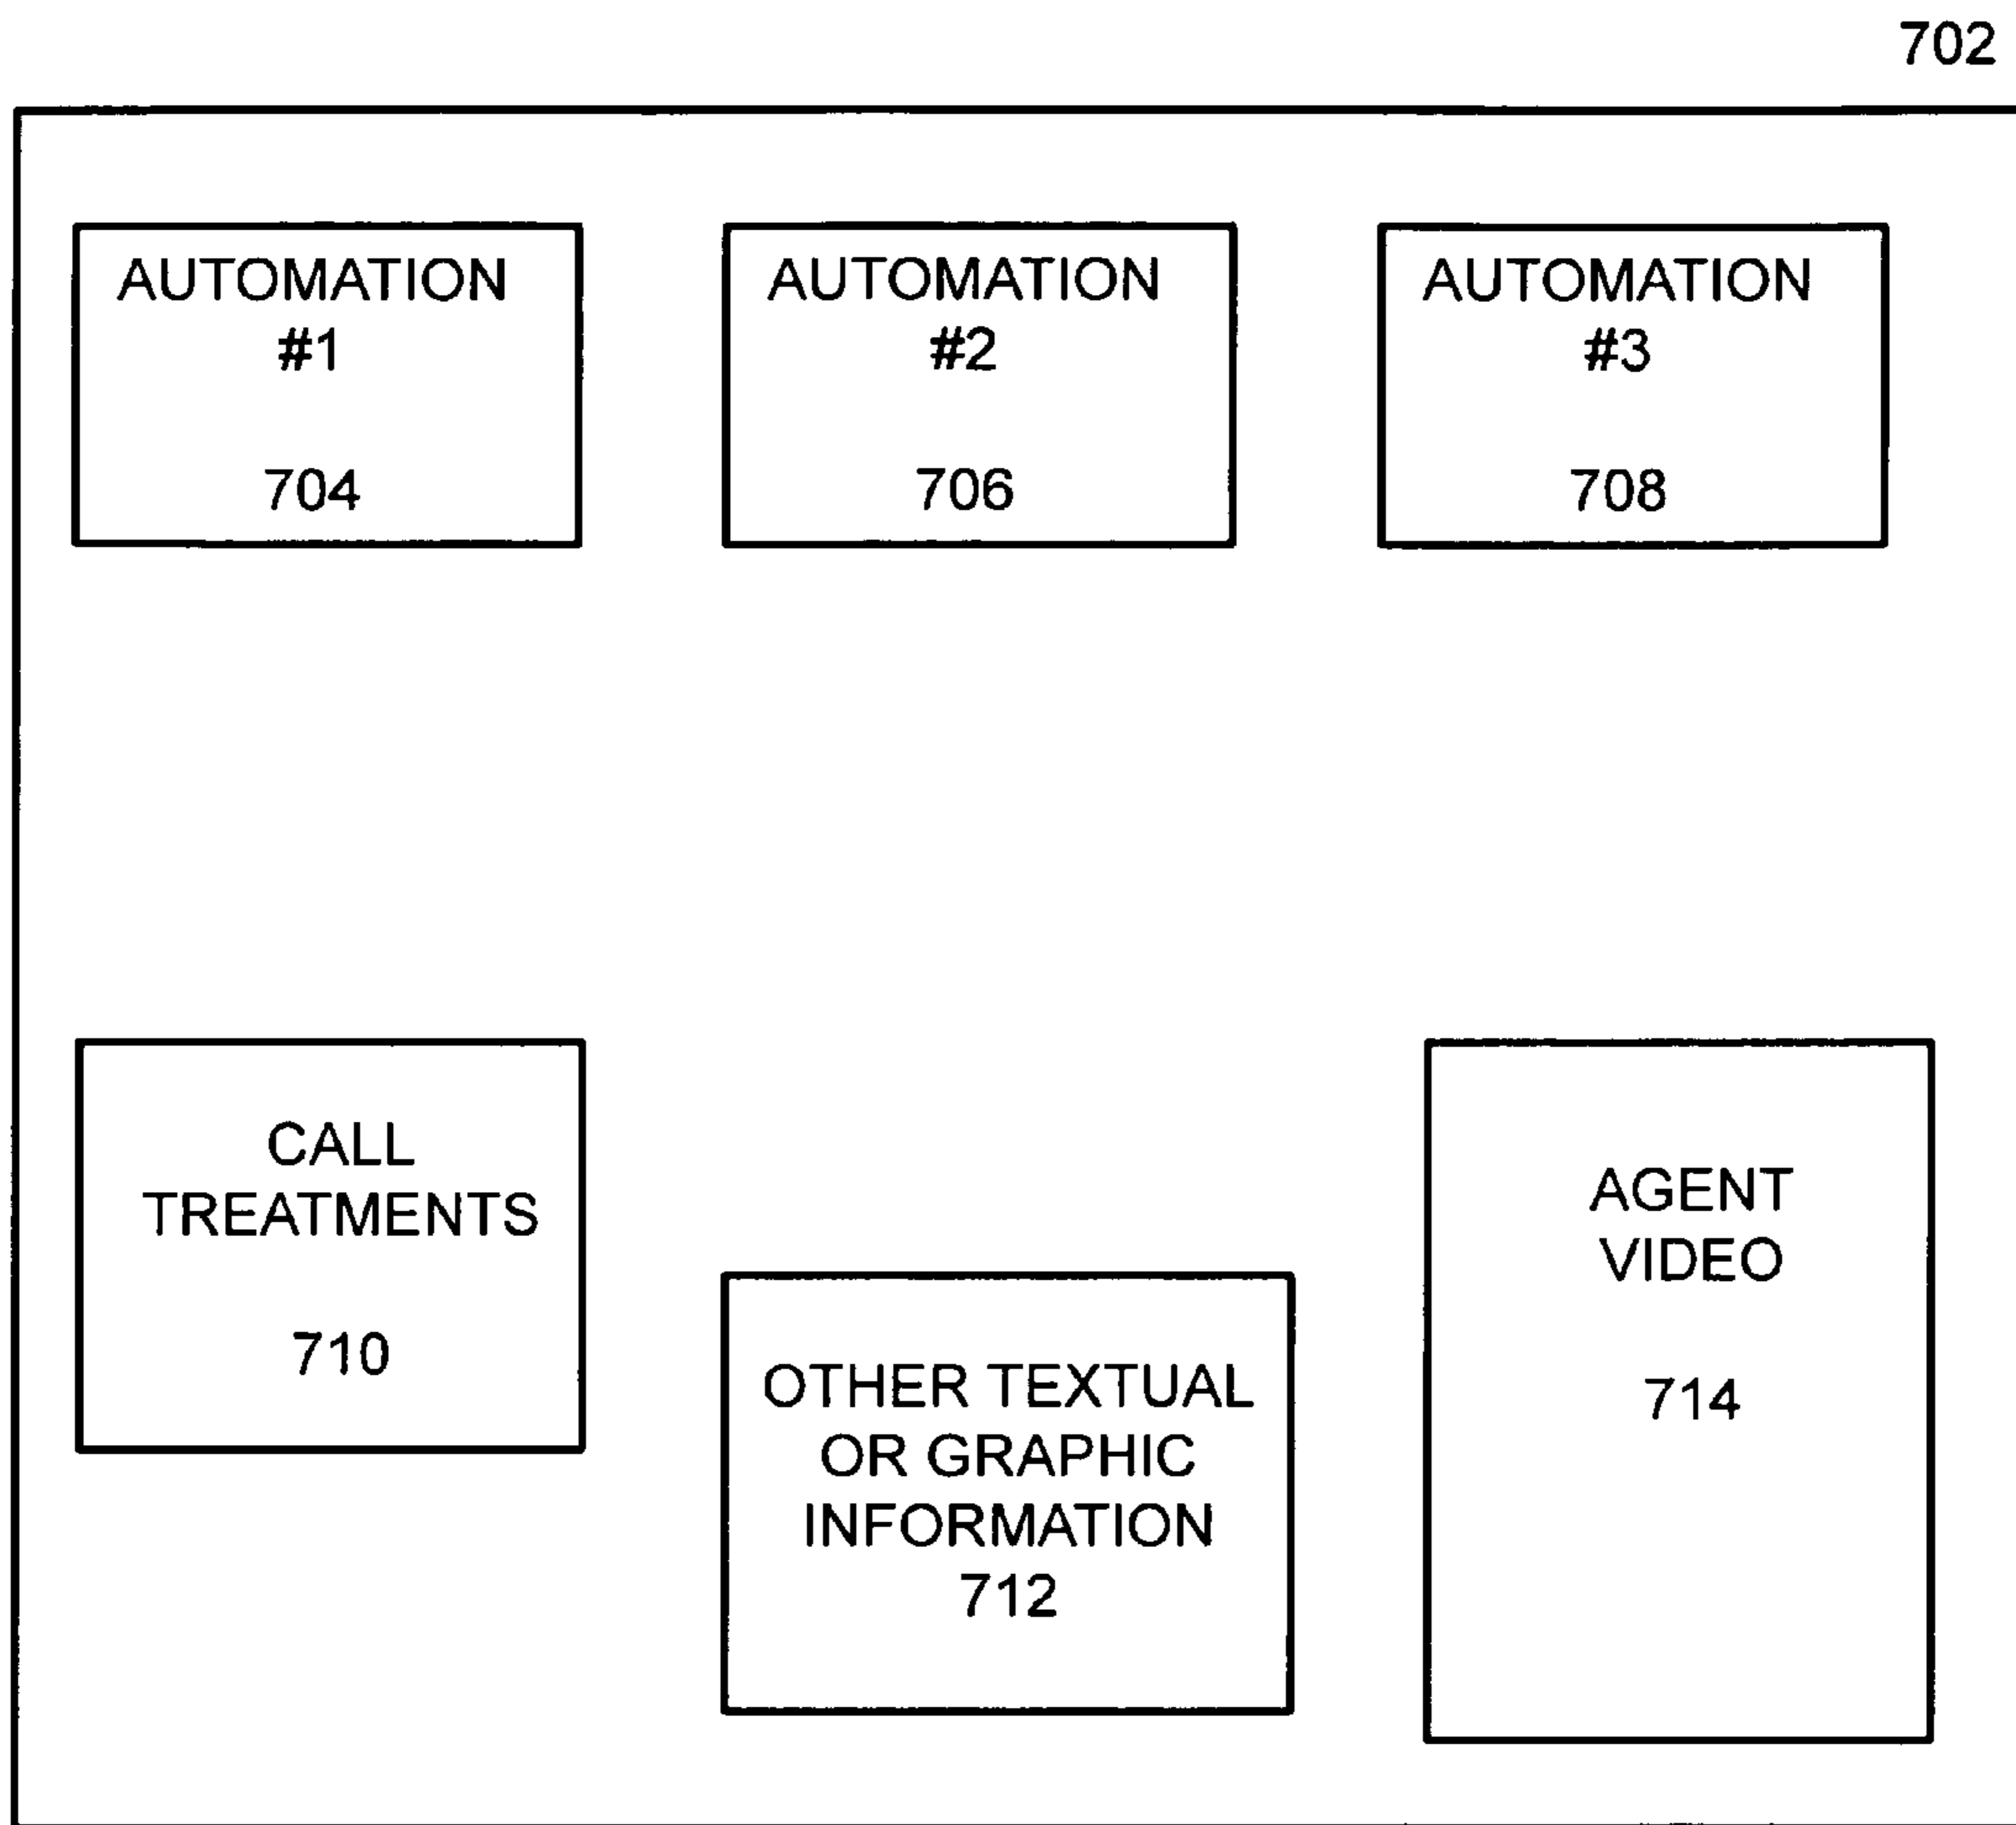 702
AUTOMATION
#1
704
AUTOMATION
#2
706
AUTOMATION
#3
708
CALL
TREATMENTS
710
OTHER TEXTUAL
OR GRAPHIC
INFORMATION
712
AGENT
VIDEO
714